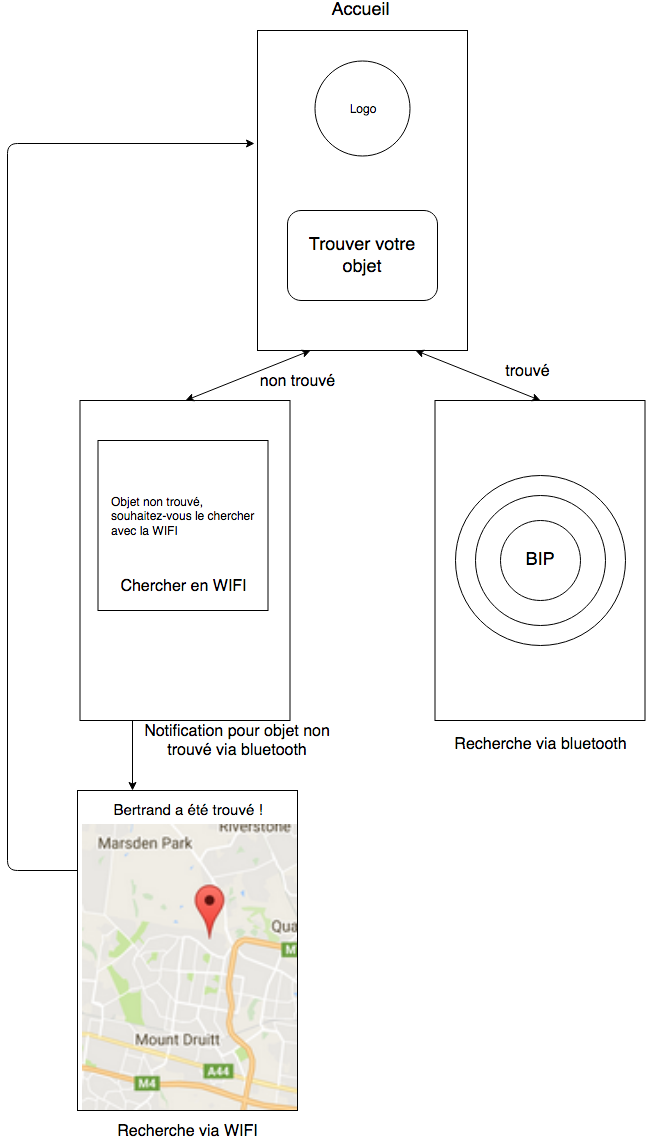 Accueil
Logo
Trouver votre
objet
non trouvé
trouvé
Objet non trouvé,
souhaitez-vous le chercher
avec la WIFI
Chercher en WIFI
BIP
Notification pour objet non
trouvé via bluetooth
Recherche via bluetooth
Bertrand a été trouvé !
Riverstone
Marsden Park
Qua
M
Mount Druitt
A44
M4
Recherche via WIFI